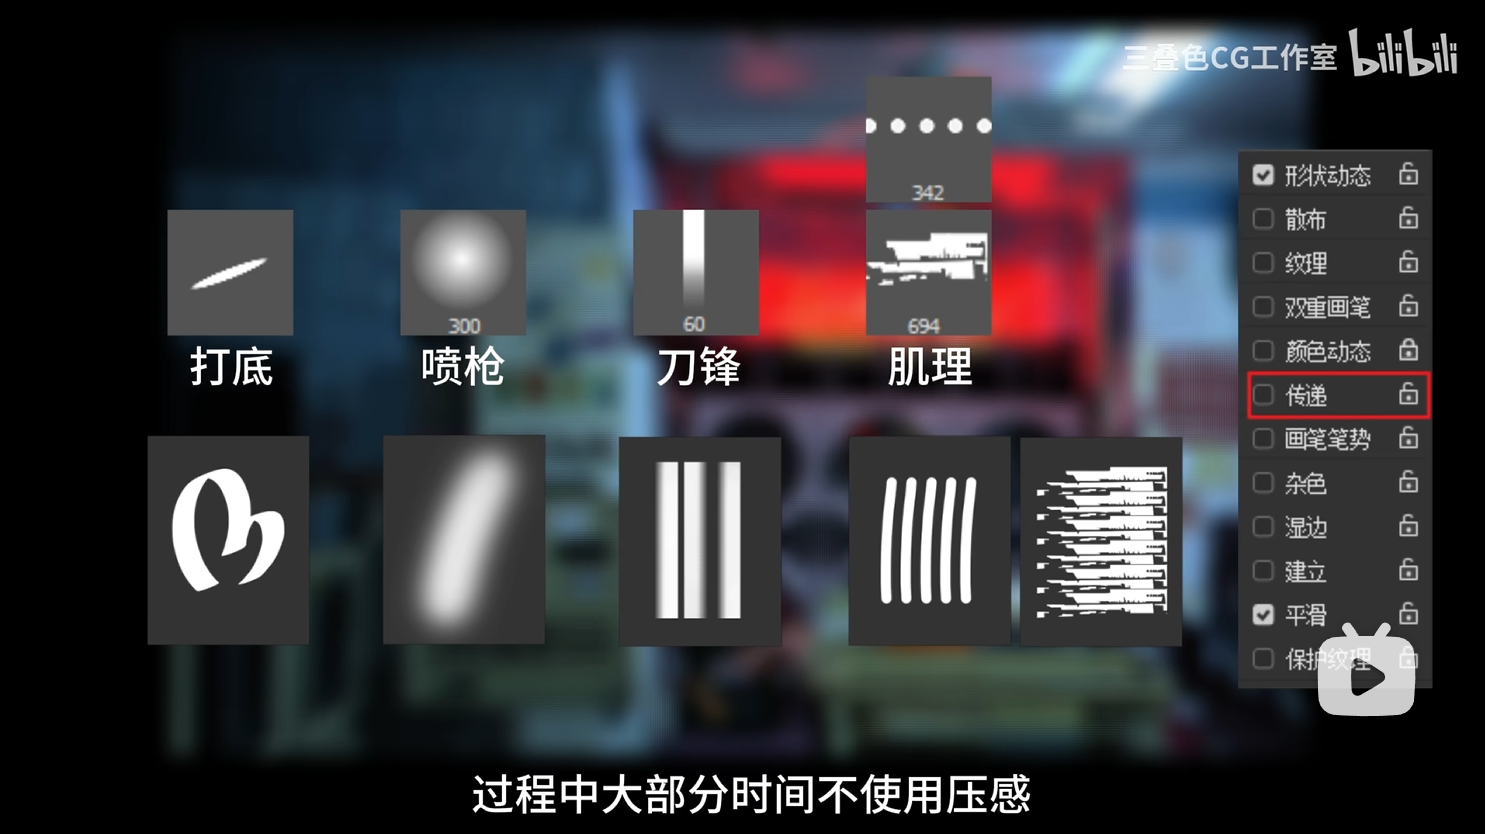 三叠色CG工作室 bilibili
342
300
60
694
打底
喷枪
刀锋
肌理
形状动态
散布
纹理
双重画笔
颜色动态
传递
画笔笔势
杂色
湿边
建立
平滑
保护纹理
过程中大部分时间不使用压感